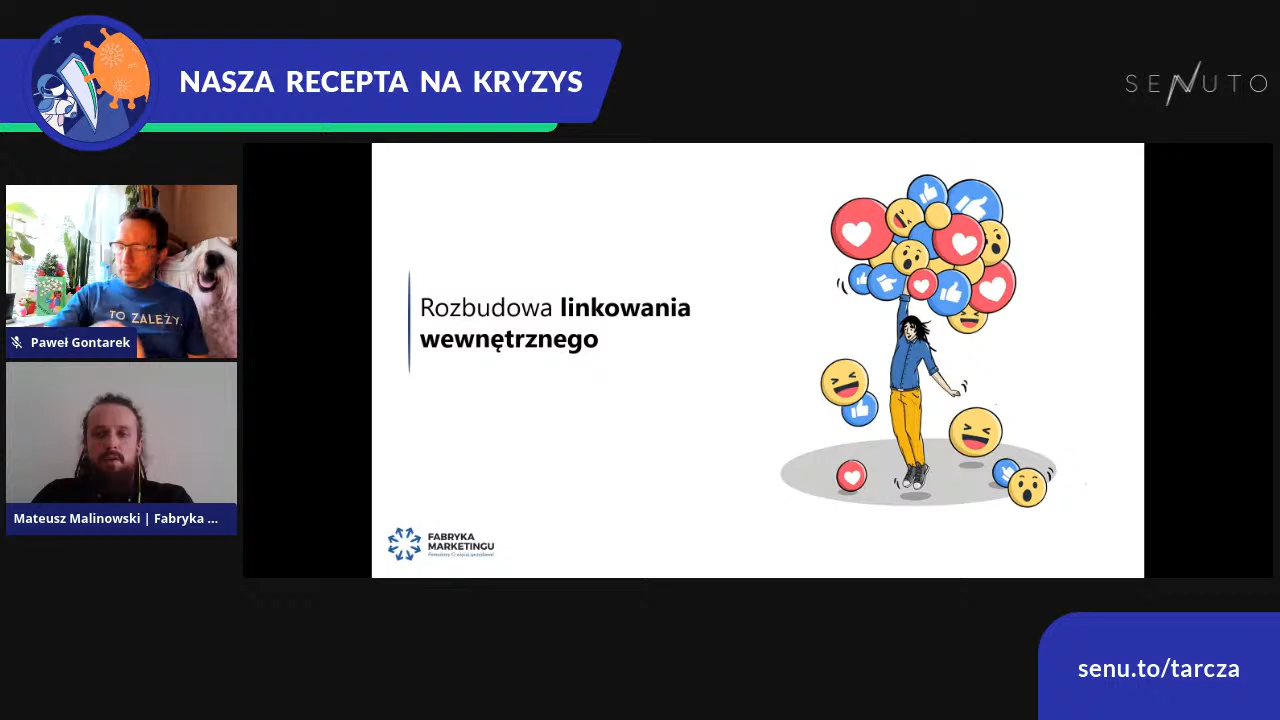 NASZA RECEPTA NA KRYZYS
SENUTO
TO ZALEŻY.
Paweł Gontarek
Mateusz Malinowski | Fabryka ...
Rozbudowa linkowania
wewnętrznego
FABRYKA
MARKETINGU
senu.to/tarcza